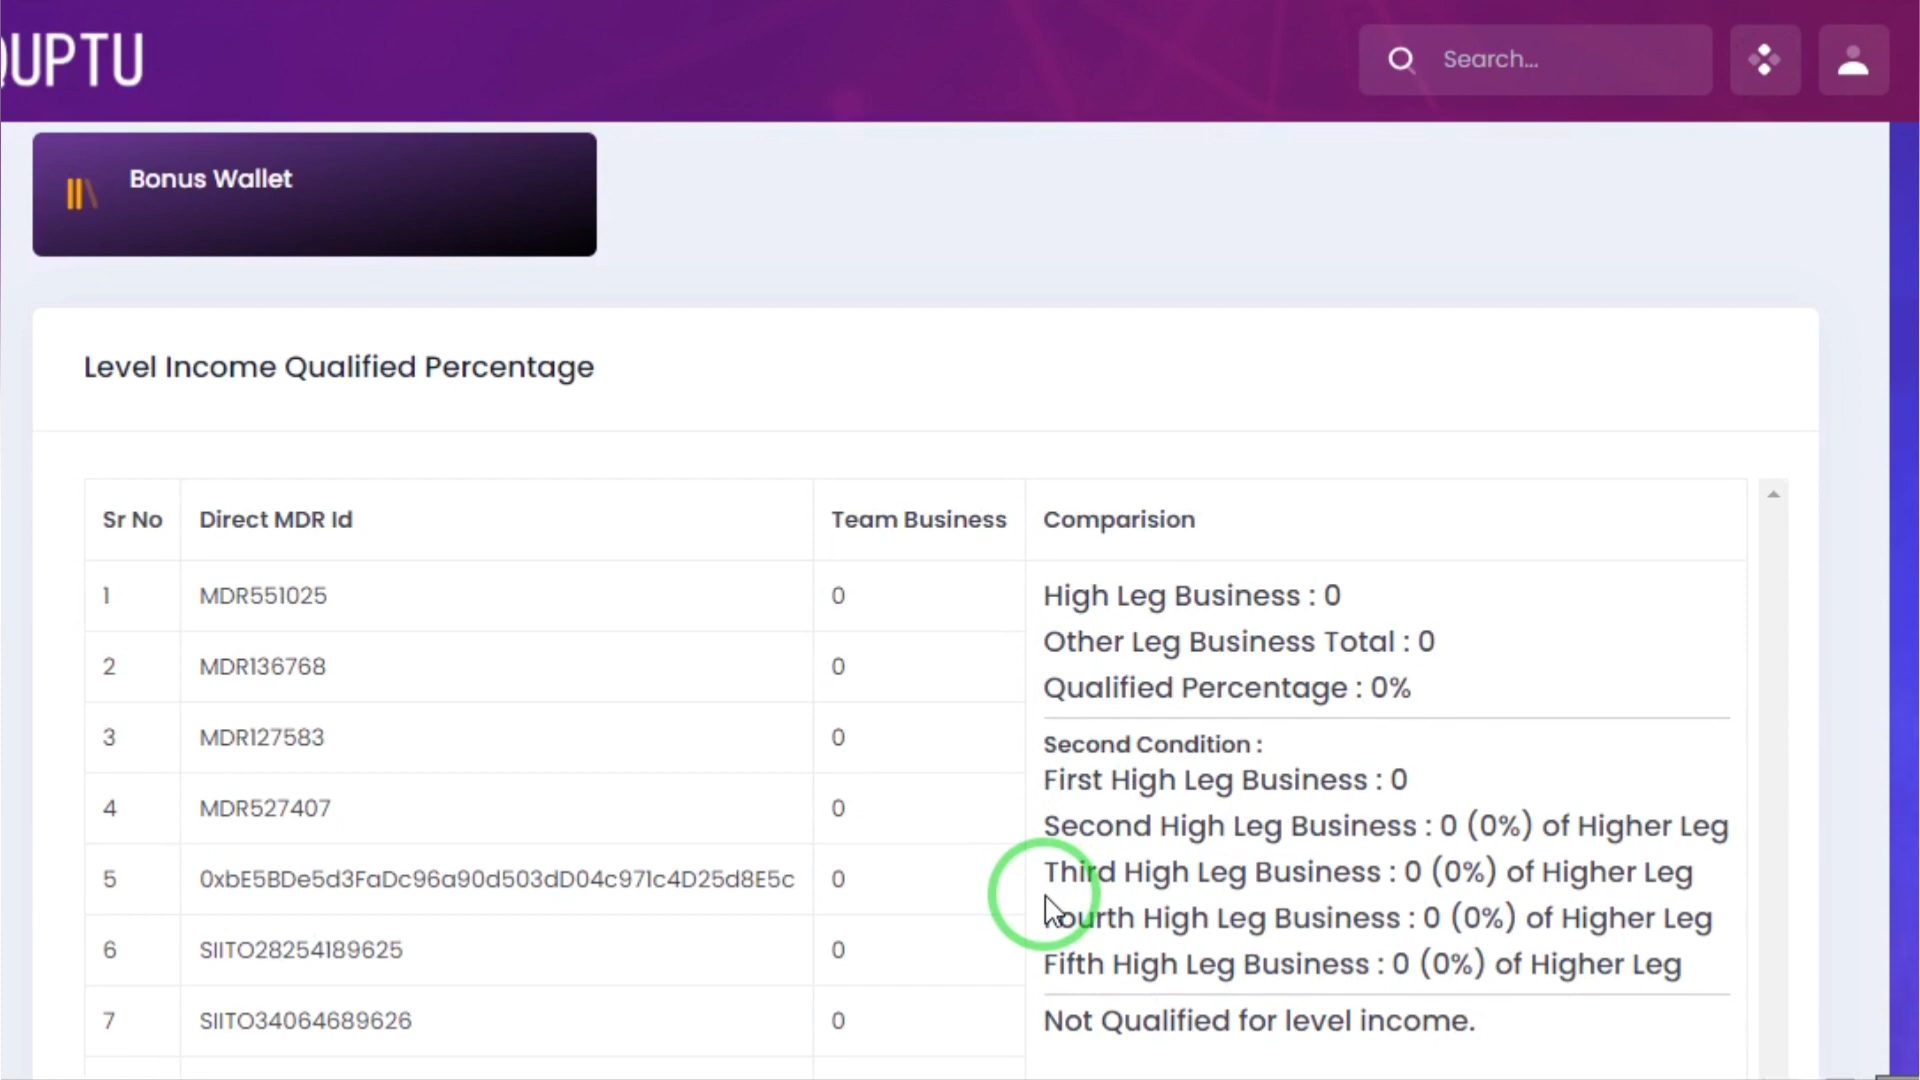 QUPTU
Search...
Bonus Wallet
Level Income Qualified Percentage
Sr No Direct MDR Id Team Business Comparision
1 MDR551025 0
2 MDR136768 0
3 MDR127583 0
4 MDR527407 0
5 0xbE5BDe5d3FaDc96a90d503dD04c971c4D25d8E5c 0
6 SIITO28254189625 0
7 SIITO34064689626 0
High Leg Business : 0
Other Leg Business Total : 0
Qualified Percentage : 0%
Second Condition :
First High Leg Business : 0
Second High Leg Business : 0 (0%) of Higher Leg
Third High Leg Business : 0 (0%) of Higher Leg
Fourth High Leg Business : 0 (0%) of Higher Leg
Fifth High Leg Business : 0 (0%) of Higher Leg
Not Qualified for level income.